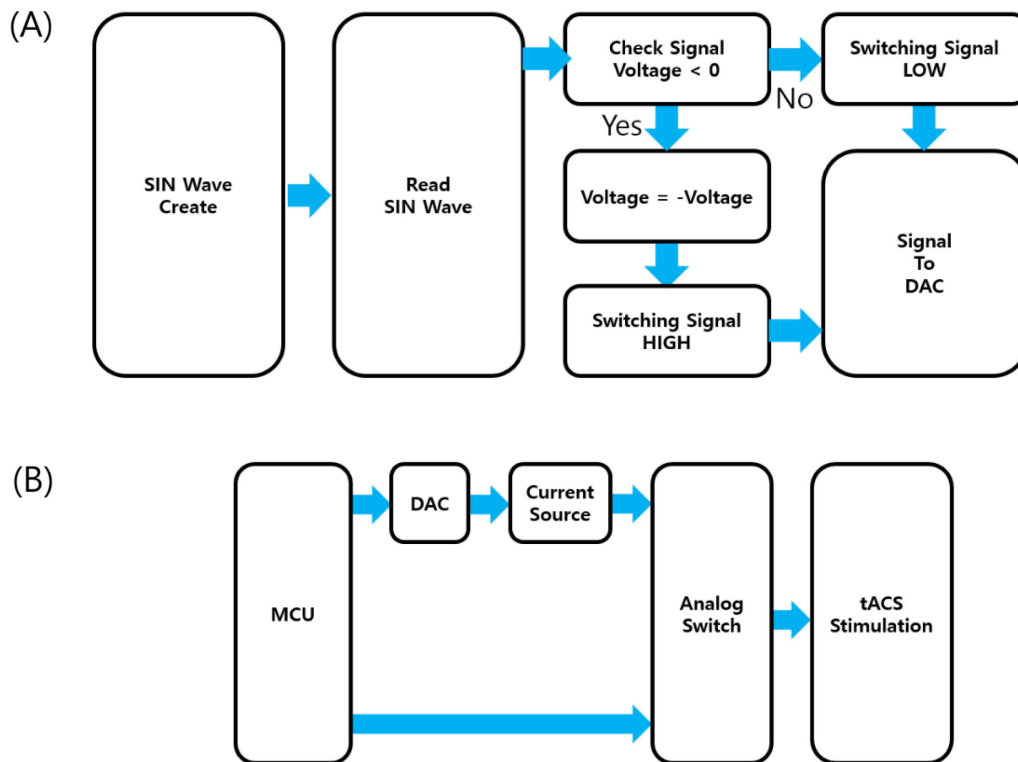 (A)
SIN Wave
Create
Read
SIN Wave
Check Signal
Voltage < 0
No
Switching Signal
LOW
Yes
Voltage = -Voltage
Switching Signal
HIGH
Signal
To
DAC
(B)
MCU
DAC
Current
Source
Analog
Switch
tACS
Stimulation